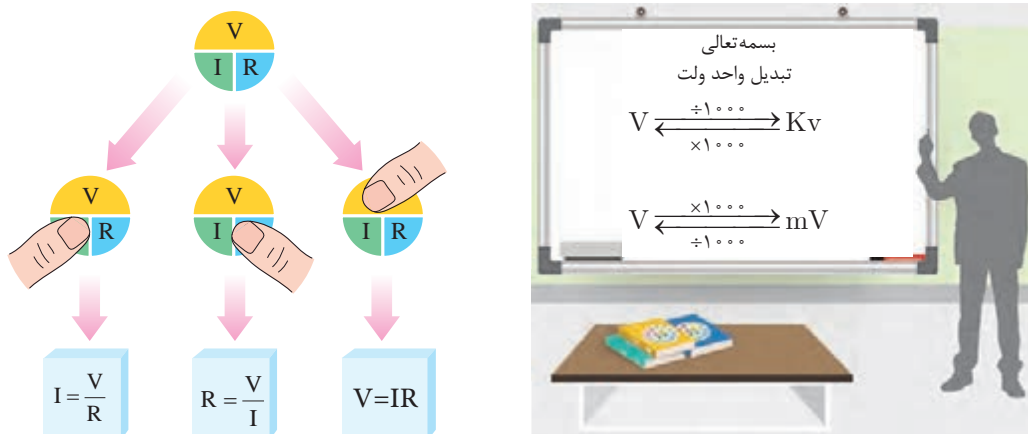 V
I R
V
R
V
I
I R
I = V/R
R = V/I
V=IR
بسمه‌تعالی
تبدیل واحد ولت
÷۱۰۰۰
V Kv
×۱۰۰۰
×۱۰۰۰
V mV
÷۱۰۰۰